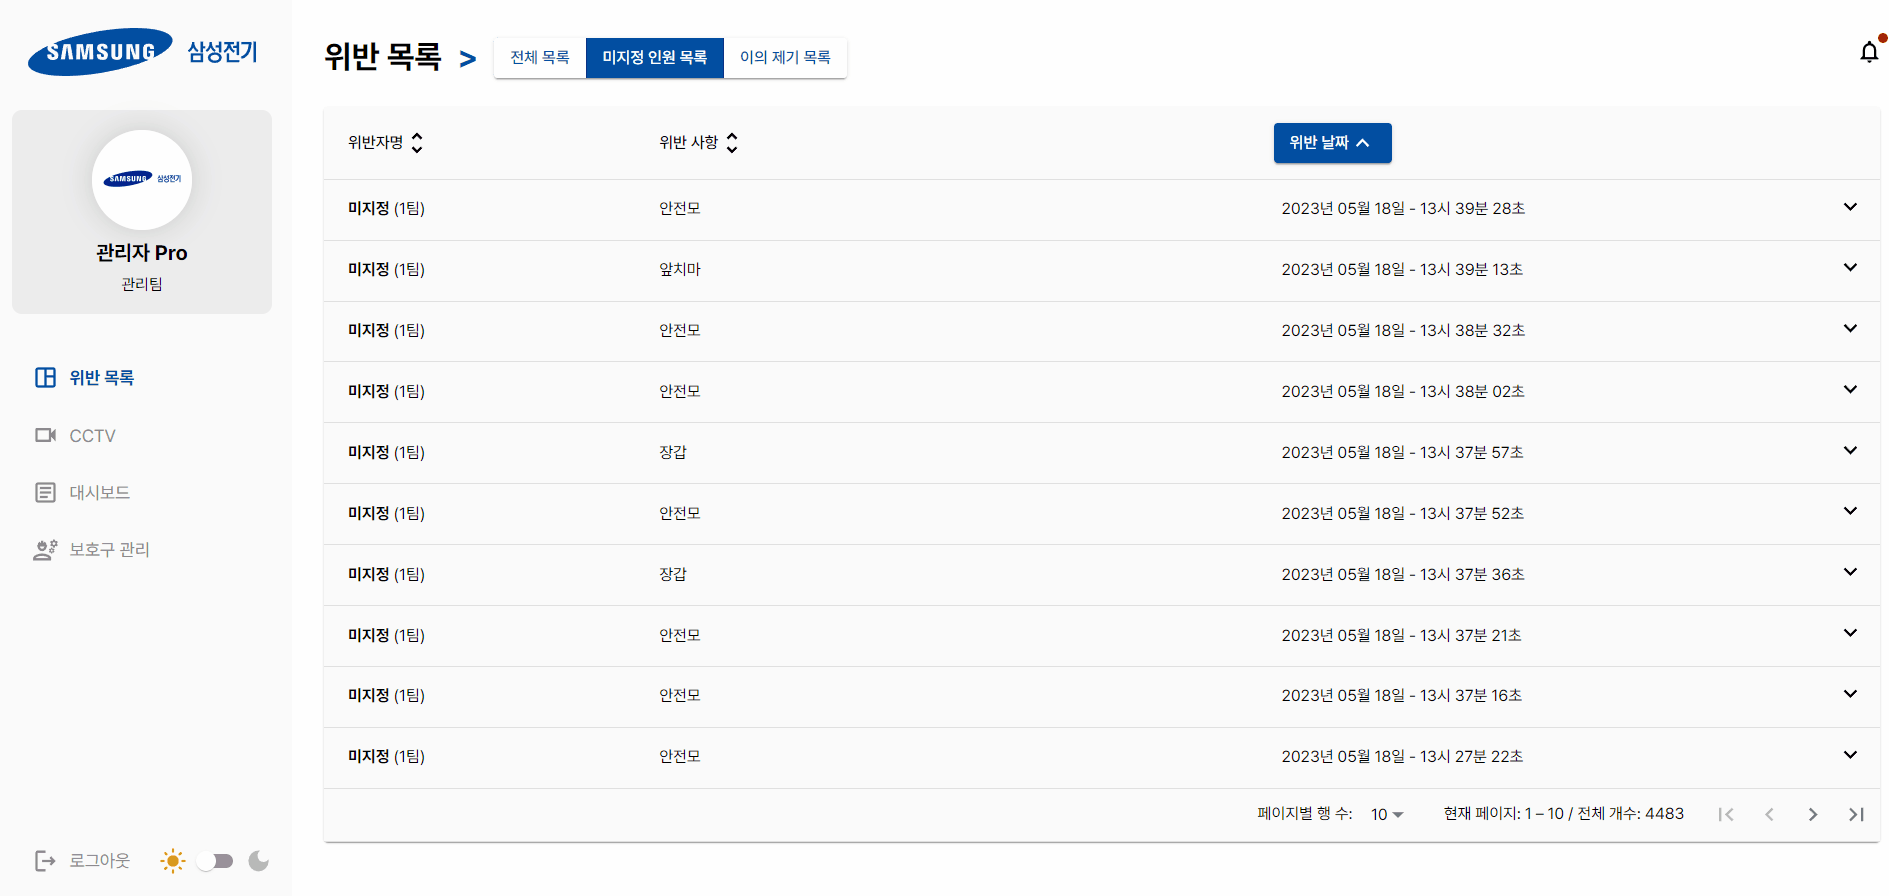 SAMSUNG 삼성전기
SAMSUNG 삼성전기
관리자 Pro
관리팀
위반 목록
CCTV
대시보드
보호구 관리
로그아웃
위반 목록 > 전체 목록 미지정 인원 목록 이의 제기 목록
위반자명 위반 사항 위반 날짜
미지정 (1팀) 안전모 2023년 05월 18일 - 13시 39분 28초
미지정 (1팀) 앞치마 2023년 05월 18일 - 13시 39분 13초
미지정 (1팀) 안전모 2023년 05월 18일 - 13시 38분 32초
미지정 (1팀) 안전모 2023년 05월 18일 - 13시 38분 02초
미지정 (1팀) 장갑 2023년 05월 18일 - 13시 37분 57초
미지정 (1팀) 안전모 2023년 05월 18일 - 13시 37분 52초
미지정 (1팀) 장갑 2023년 05월 18일 - 13시 37분 36초
미지정 (1팀) 안전모 2023년 05월 18일 - 13시 37분 21초
미지정 (1팀) 안전모 2023년 05월 18일 - 13시 37분 16초
미지정 (1팀) 안전모 2023년 05월 18일 - 13시 27분 22초
페이지별 행 수: 10 현재 페이지: 1 – 10 / 전체 개수: 4483